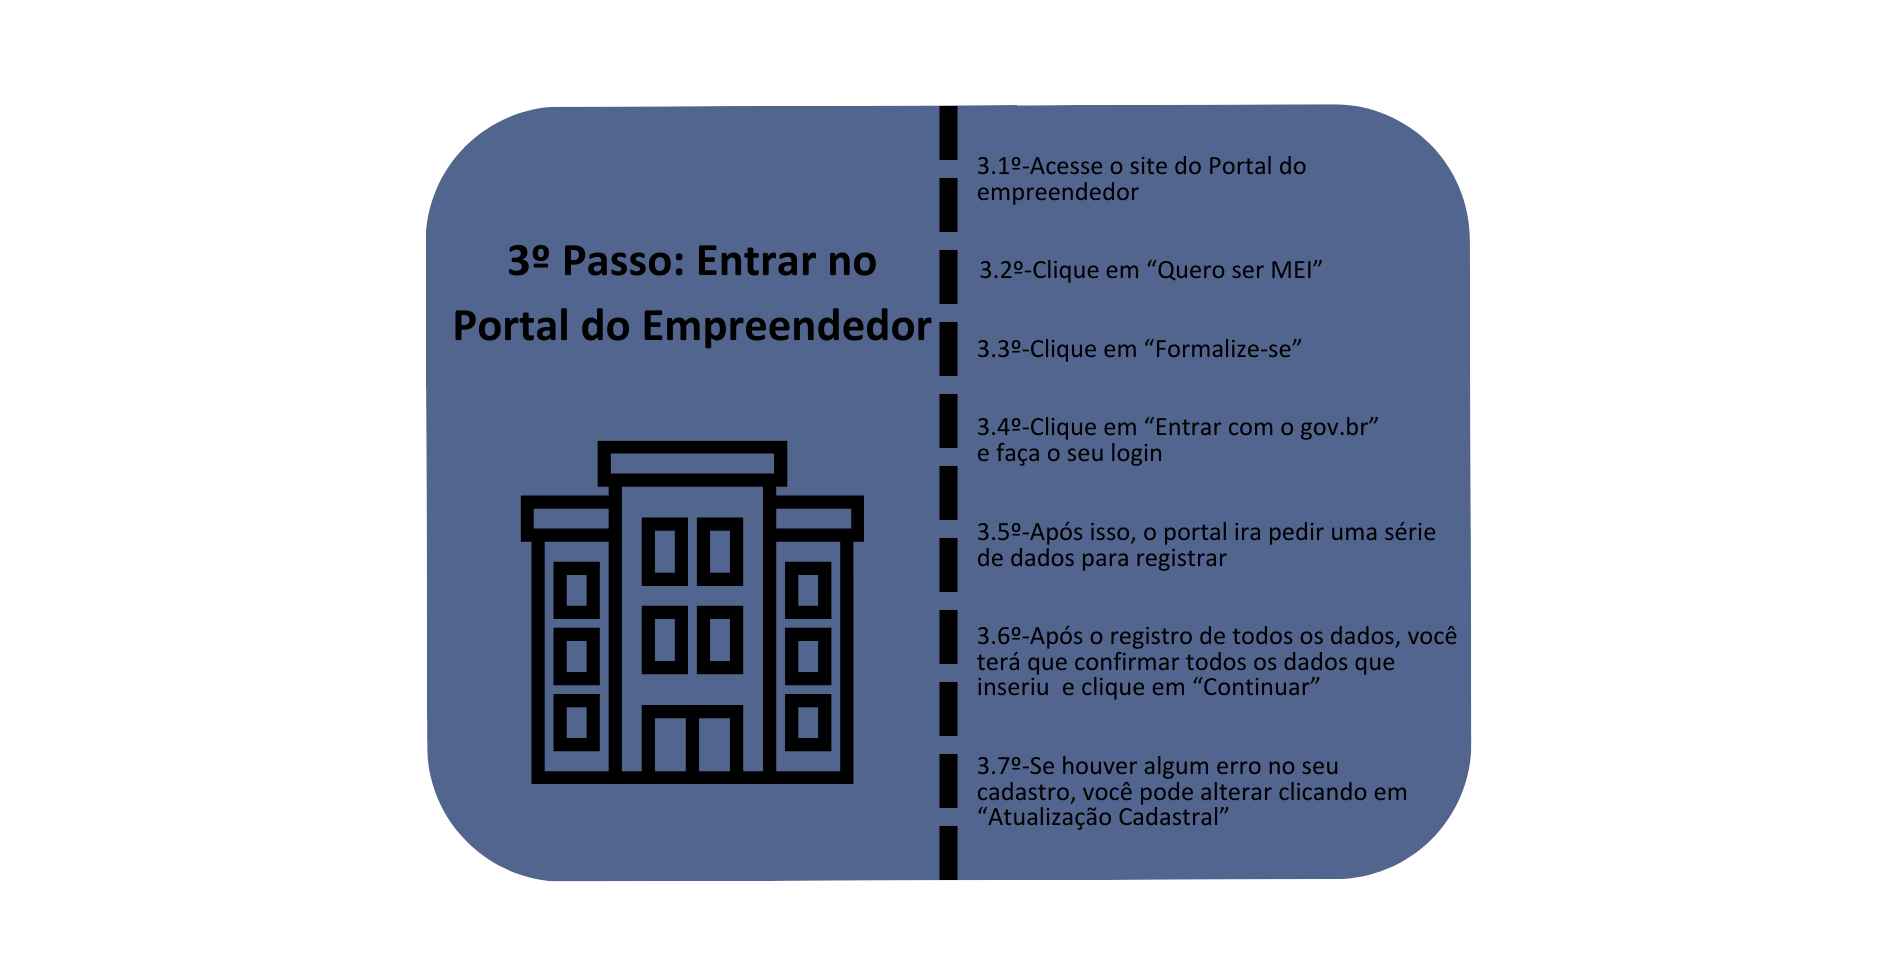 3º Passo: Entrar no
Portal do Empreendedor
3.1º-Acesse o site do Portal do
empreendedor
3.2º-Clique em “Quero ser MEI”
3.3º-Clique em “Formalize-se”
3.4º-Clique em “Entrar com o gov.br”
e faça o seu login
3.5º-Após isso, o portal ira pedir uma série
de dados para registrar
3.6º-Após o registro de todos os dados, você
terá que confirmar todos os dados que
inseriu  e clique em “Continuar”
3.7º-Se houver algum erro no seu
cadastro, você pode alterar clicando em
“Atualização Cadastral”